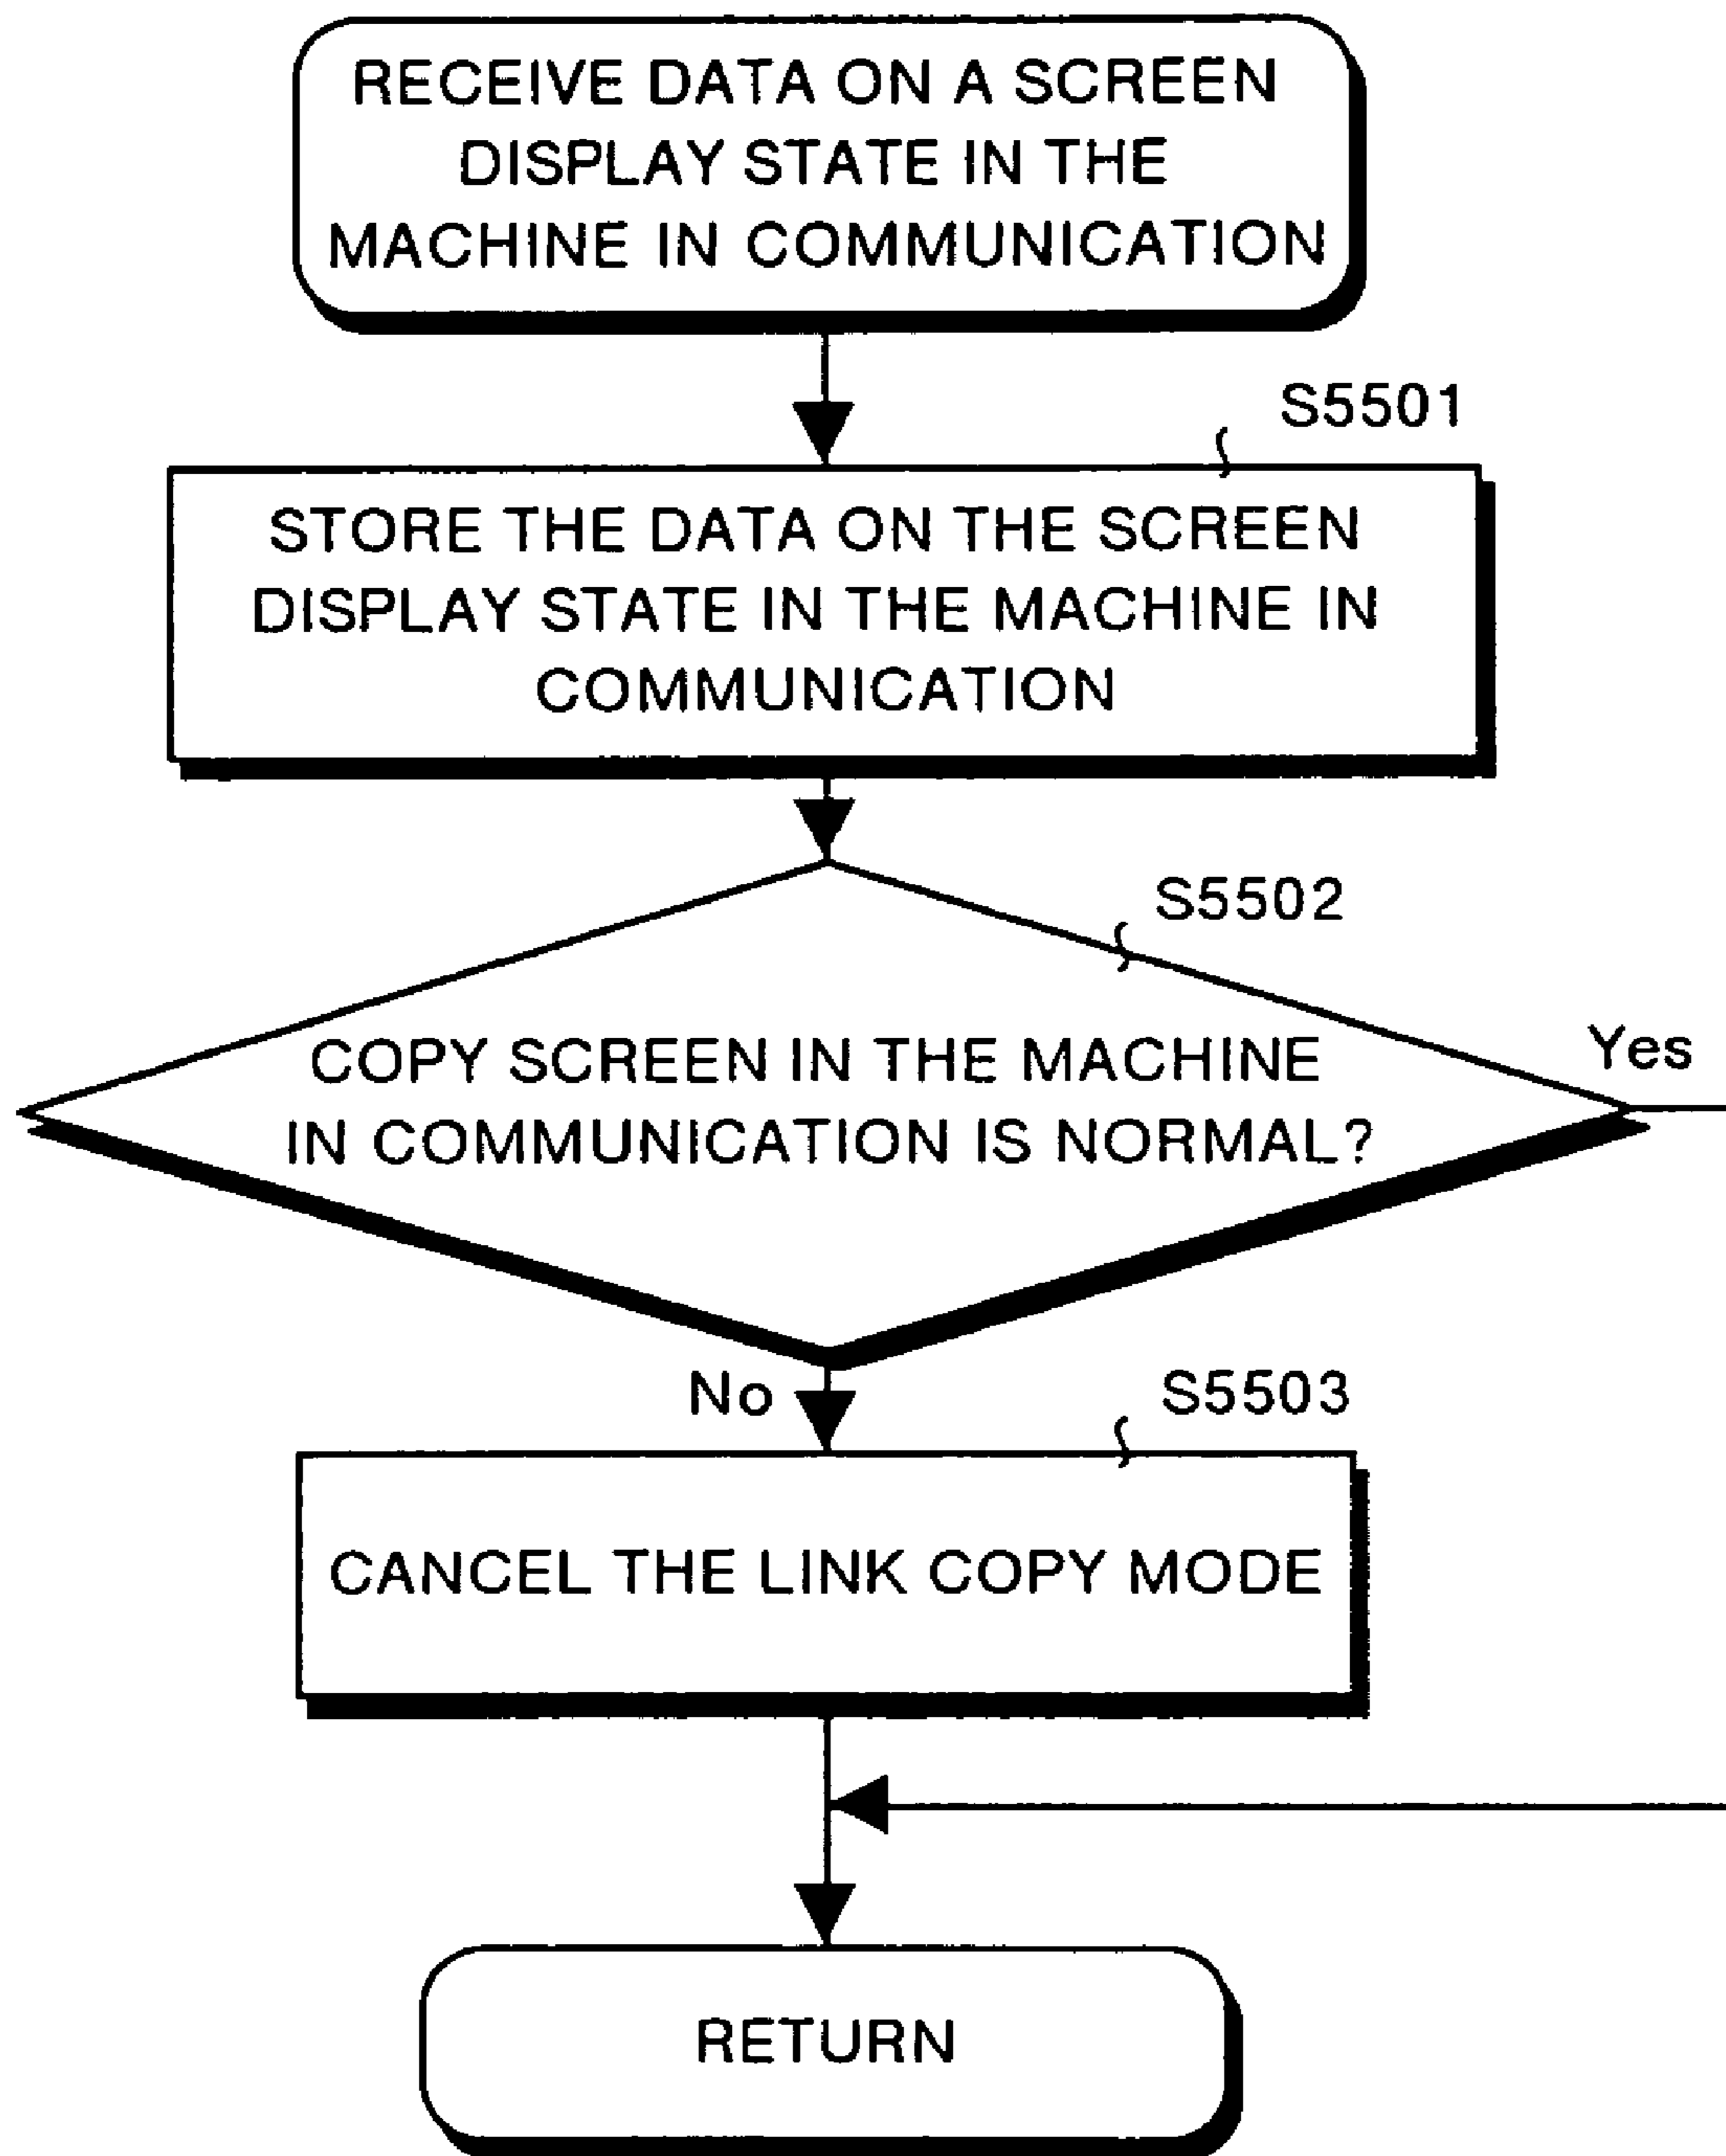 RECEIVE DATA ON A SCREEN
DISPLAY STATE IN THE
MACHINE IN COMMUNICATION
S5501
STORE THE DATA ON THE SCREEN
DISPLAY STATE IN THE MACHINE IN
COMMUNICATION
S5502
COPY SCREEN IN THE MACHINE
IN COMMUNICATION IS NORMAL?
Yes
No
S5503
CANCEL THE LINK COPY MODE
RETURN